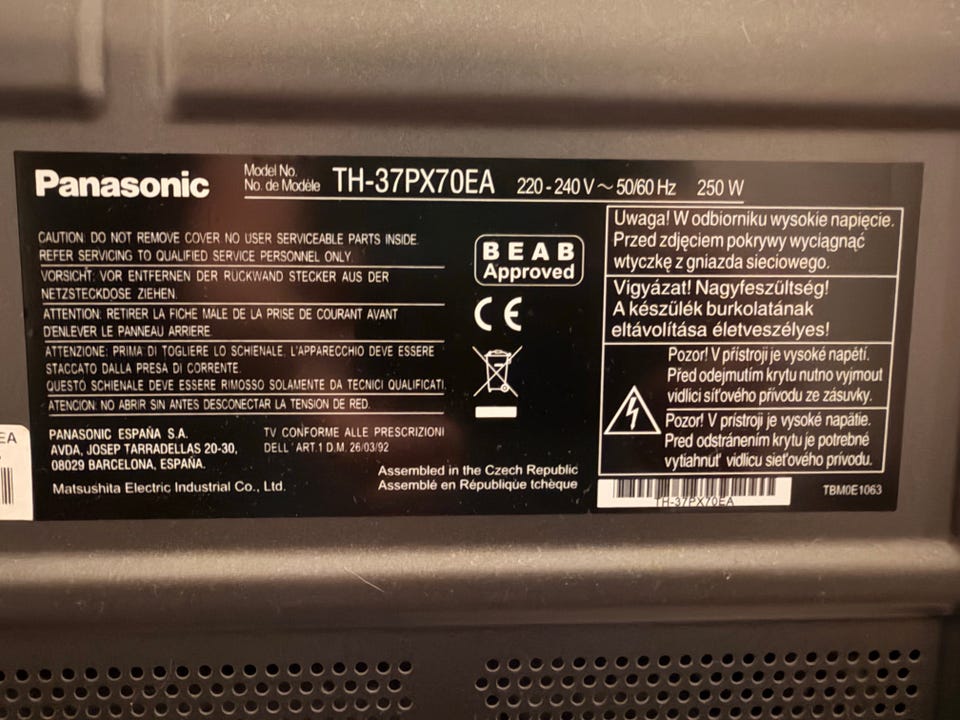 Panasonic
Model No.
No. de Modèle
TH-37PX70EA 220-240 V ~ 50/60 Hz 250 W
CAUTION: DO NOT REMOVE COVER NO USER SERVICEABLE PARTS INSIDE.
REFER SERVICING TO QUALIFIED SERVICE PERSONNEL ONLY.
VORSICHT: VOR ENTFERNEN DER RÜCKWAND STECKER AUS DER
NETZSTECKDOSE ZIEHEN.
ATTENTION: RETIRER LA FICHE MALE DE LA PRISE DE COURANT AVANT
D'ENLEVER LE PANNEAU ARRIERE.
ATTENZIONE: PRIMA DI TOGLIERE LO SCHIENALE, L'APPARECCHIO DEVE ESSERE
STACCATO DALLA PRESA DI CORRENTE.
QUESTO SCHIENALE DEVE ESSERE RIMOSSO SOLAMENTE DA TECNICI QUALIFICATI.
ATENCION: NO ABRIR SIN ANTES DESCONECTAR LA TENSION DE RED.
PANASONIC ESPAÑA S.A.
AVDA, JOSEP TARRADELLAS 20-30,
08029 BARCELONA, ESPAÑA.
TV CONFORME ALLE PRESCRIZIONI
DELL' ART.1 D.M. 26/03/92
Matsushita Electric Industrial Co., Ltd.
Assembled in the Czech Republic
Assemblé en République tchèque
BEAB
Approved
CE
Uwaga! W odbiorniku wysokie napięcie.
Przed zdjęciem pokrywy wyciągnąć
wtyczkę z gniazda sieciowego.
Vigyázat! Nagyfeszültség!
A készülék burkolatának
eltávolítása életveszélyes!
Pozor! V přístroji je vysoké napětí.
Před odejmutím krytu nutno vyjmout
vidlici síťového přívodu ze zásuvky.
Pozor! V prístroji je vysoké napätie.
Pred odstránením krytu je potrebné
vytiahnuť vidlicu sieťového prívodu.
TH-37PX70EA
TBM0E1063
EA